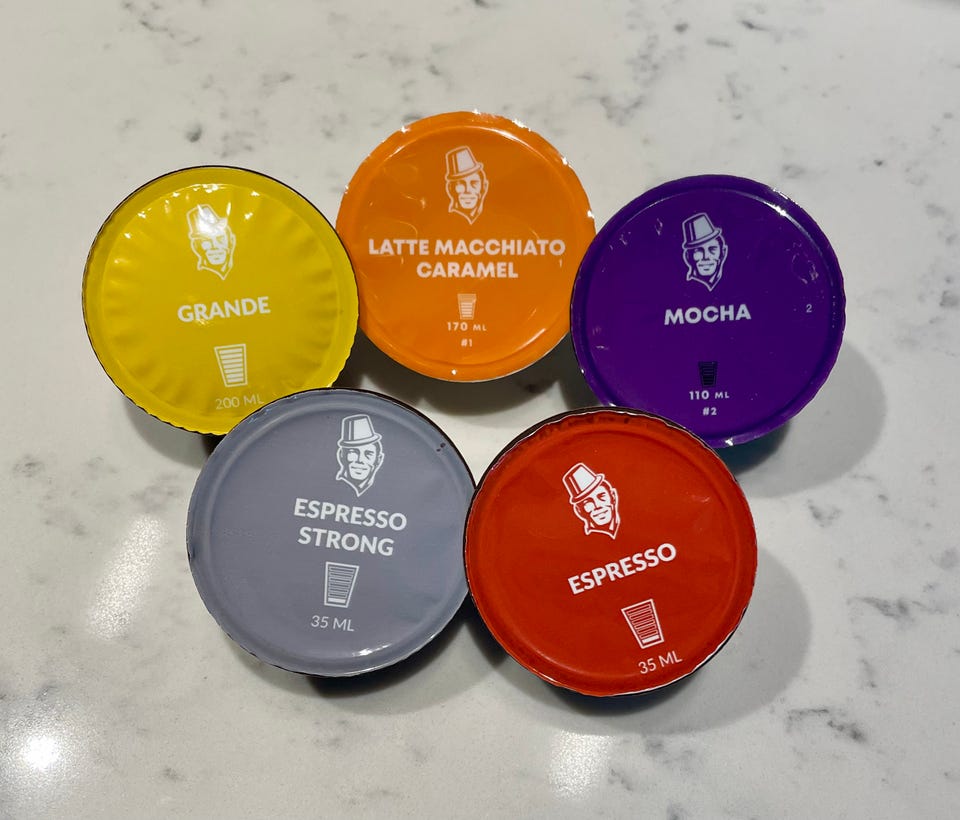 GRANDE
200 ML
LATTE MACCHIATO
CARAMEL
170 ML
#1
MOCHA
2
110 ML
#2
ESPRESSO
STRONG
35 ML
ESPRESSO
35 ML